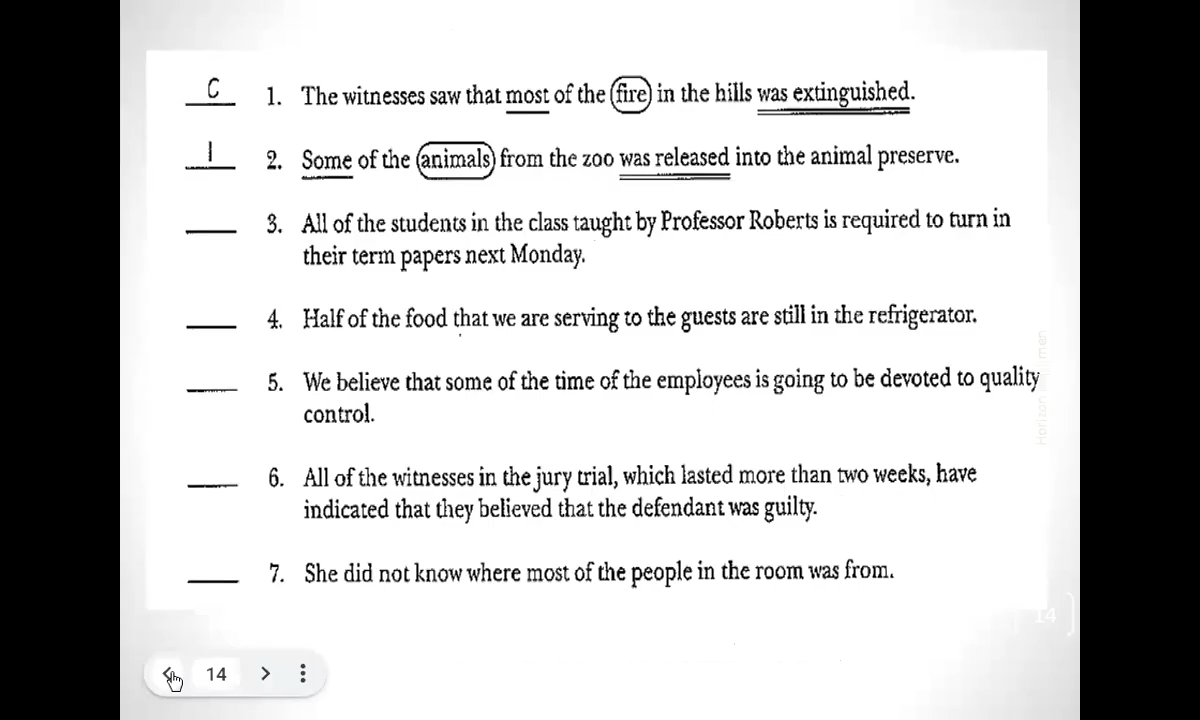 C 1. The witnesses saw that most of the fire in the hills was extinguished.
I 2. Some of the animals from the zoo was released into the animal preserve.
3. All of the students in the class taught by Professor Roberts is required to turn in
their term papers next Monday.
4. Half of the food that we are serving to the guests are still in the refrigerator.
5. We believe that some of the time of the employees is going to be devoted to quality
control.
6. All of the witnesses in the jury trial, which lasted more than two weeks, have
indicated that they believed that the defendant was guilty.
7. She did not know where most of the people in the room was from.
14
14